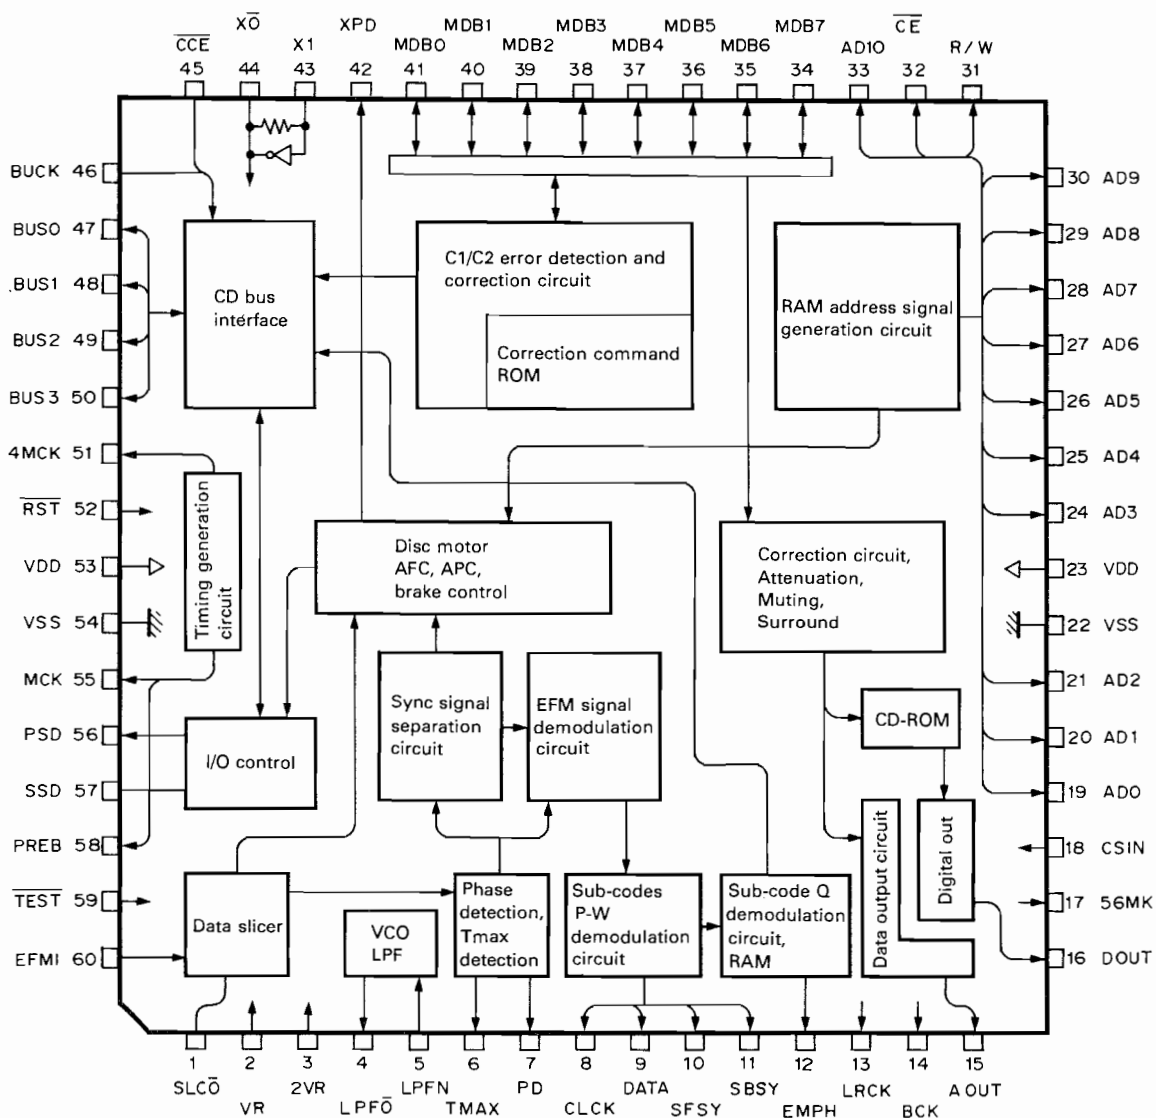 XO̅ XPD MDB1 MDB3 MDB5 MDB7 C̅E̅
C̅C̅E̅ X1 MDB0 MDB2 MDB4 MDB6 AD10 R/W
45 44 43 42 41 40 39 38 37 36 35 34 33 32 31
BUCK 46
BUS0 47
BUS1 48
BUS2 49
BUS3 50
4MCK 51
R̅S̅T̅ 52
VDD 53
VSS 54
MCK 55
PSD 56
SSD 57
PREB 58
T̅E̅S̅T̅ 59
EFMI 60
CD bus
interface
C1/C2 error detection and
correction circuit
Correction command
ROM
RAM address signal
generation circuit
Timing generation
circuit
Disc motor
AFC, APC,
brake control
Correction circuit,
Attenuation,
Muting,
Surround
Sync signal
separation
circuit
EFM signal
demodulation
circuit
CD-ROM
I/O control
Data output circuit
Digital out
Data slicer
VCO
LPF
Phase
detection,
Tmax
detection
Sub-codes
P-W
demodulation
circuit
Sub-code Q
demodulation
circuit,
RAM
30 AD9
29 AD8
28 AD7
27 AD6
26 AD5
25 AD4
24 AD3
23 VDD
22 VSS
21 AD2
20 AD1
19 AD0
18 CSIN
17 56MK
16 DOUT
1 2 3 4 5 6 7 8 9 10 11 12 13 14 15
SLCO̅ 2VR LPFN PD DATA SBSY LRCK AOUT
VR LPFO̅ TMAX CLCK SFSY EMPH BCK